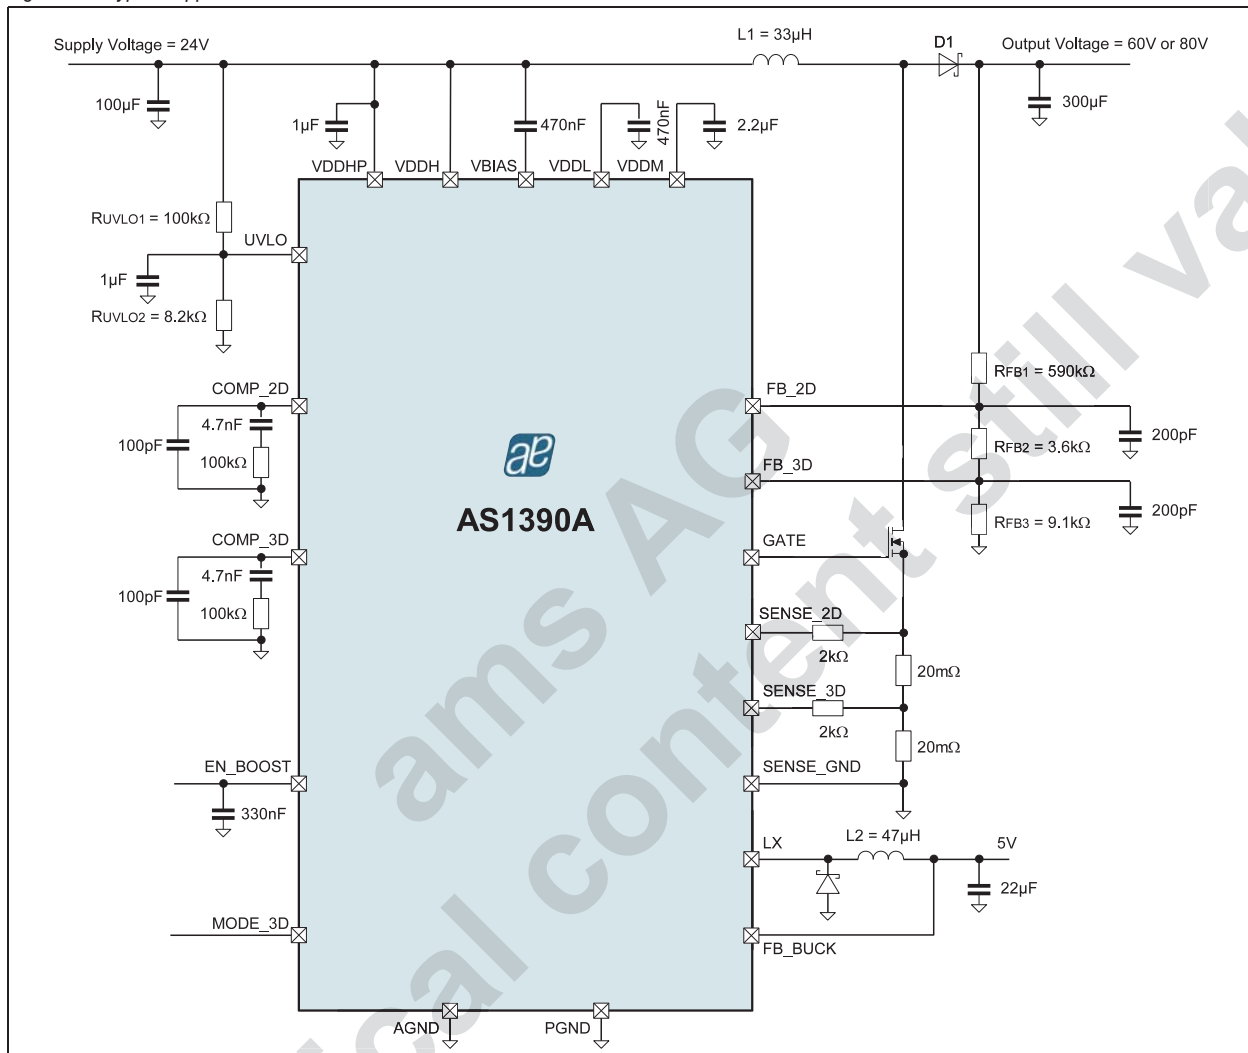 Supply Voltage = 24V
L1 = 33µH
D1
Output Voltage = 60V or 80V
100µF
1µF
470nF
470nF
2.2µF
300µF
VDDHP
VDDH
VBIAS
VDDL
VDDM
RUVLO1 = 100kΩ
UVLO
1µF
RUVLO2 = 8.2kΩ
COMP_2D
4.7nF
100pF
100kΩ
FB_2D
RFB1 = 590kΩ
200pF
RFB2 = 3.6kΩ
FB_3D
200pF
RFB3 = 9.1kΩ
ae
AS1390A
COMP_3D
4.7nF
100pF
100kΩ
GATE
SENSE_2D
2kΩ
20mΩ
SENSE_3D
2kΩ
20mΩ
EN_BOOST
330nF
SENSE_GND
LX
L2 = 47µH
5V
22µF
MODE_3D
FB_BUCK
AGND
PGND
ams AG
ical content still va